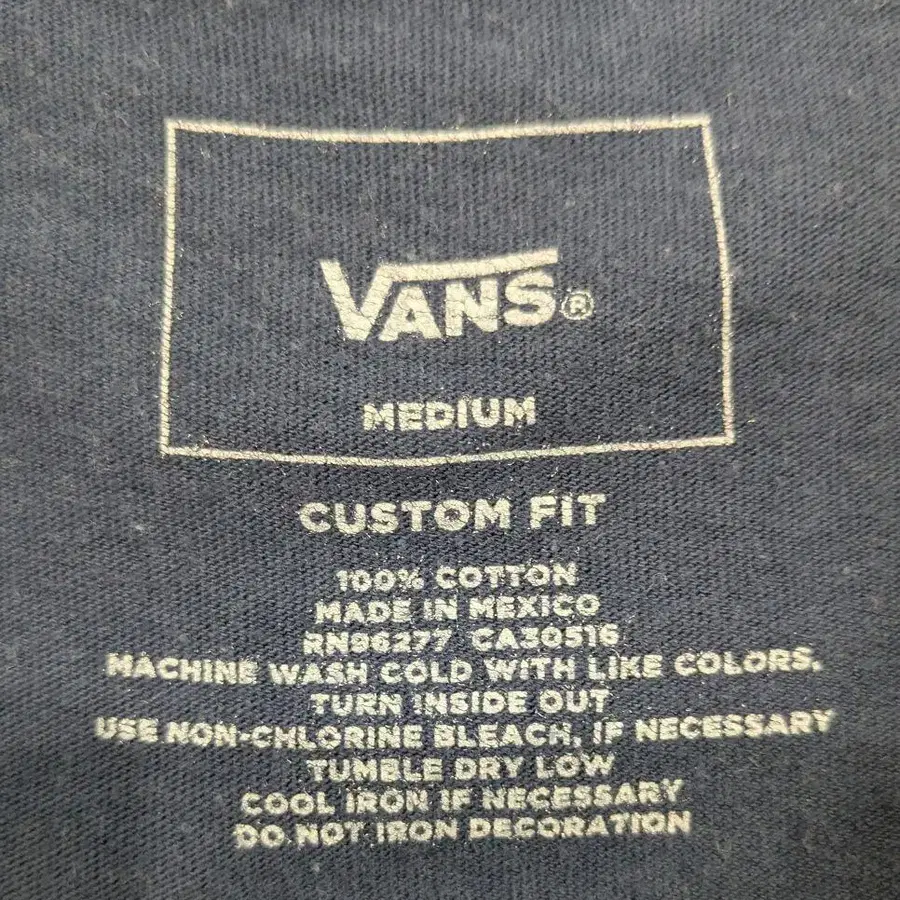 VANS®
MEDIUM
CUSTOM FIT
100% COTTON
MADE IN MEXICO
RN96277 CA30516
MACHINE WASH COLD WITH LIKE COLORS.
TURN INSIDE OUT
USE NON-CHLORINE BLEACH, IF NECESSARY
TUMBLE DRY LOW
COOL IRON IF NECESSARY
DO NOT IRON DECORATION